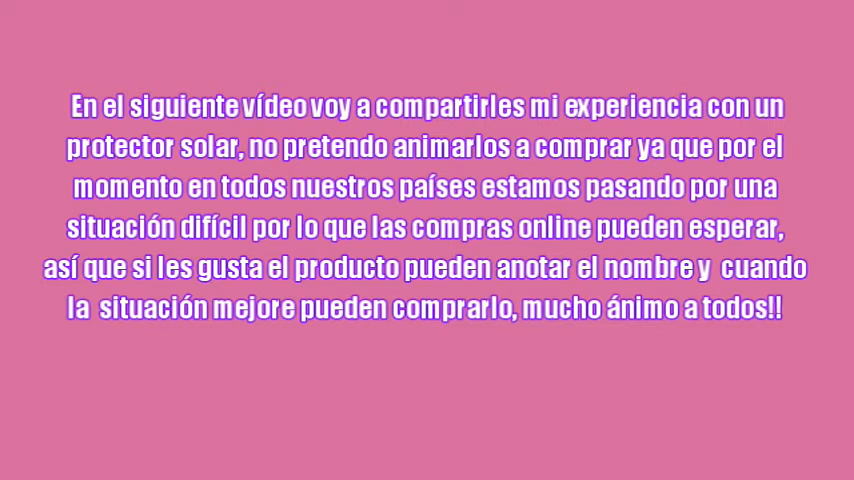 En el siguiente vídeo voy a compartirles mi experiencia con un
protector solar, no pretendo animarlos a comprar ya que por el
momento en todos nuestros países estamos pasando por una
situación difícil por lo que las compras online pueden esperar,
así que si les gusta el producto pueden anotar el nombre y  cuando
la  situación mejore pueden comprarlo, mucho ánimo a todos!!